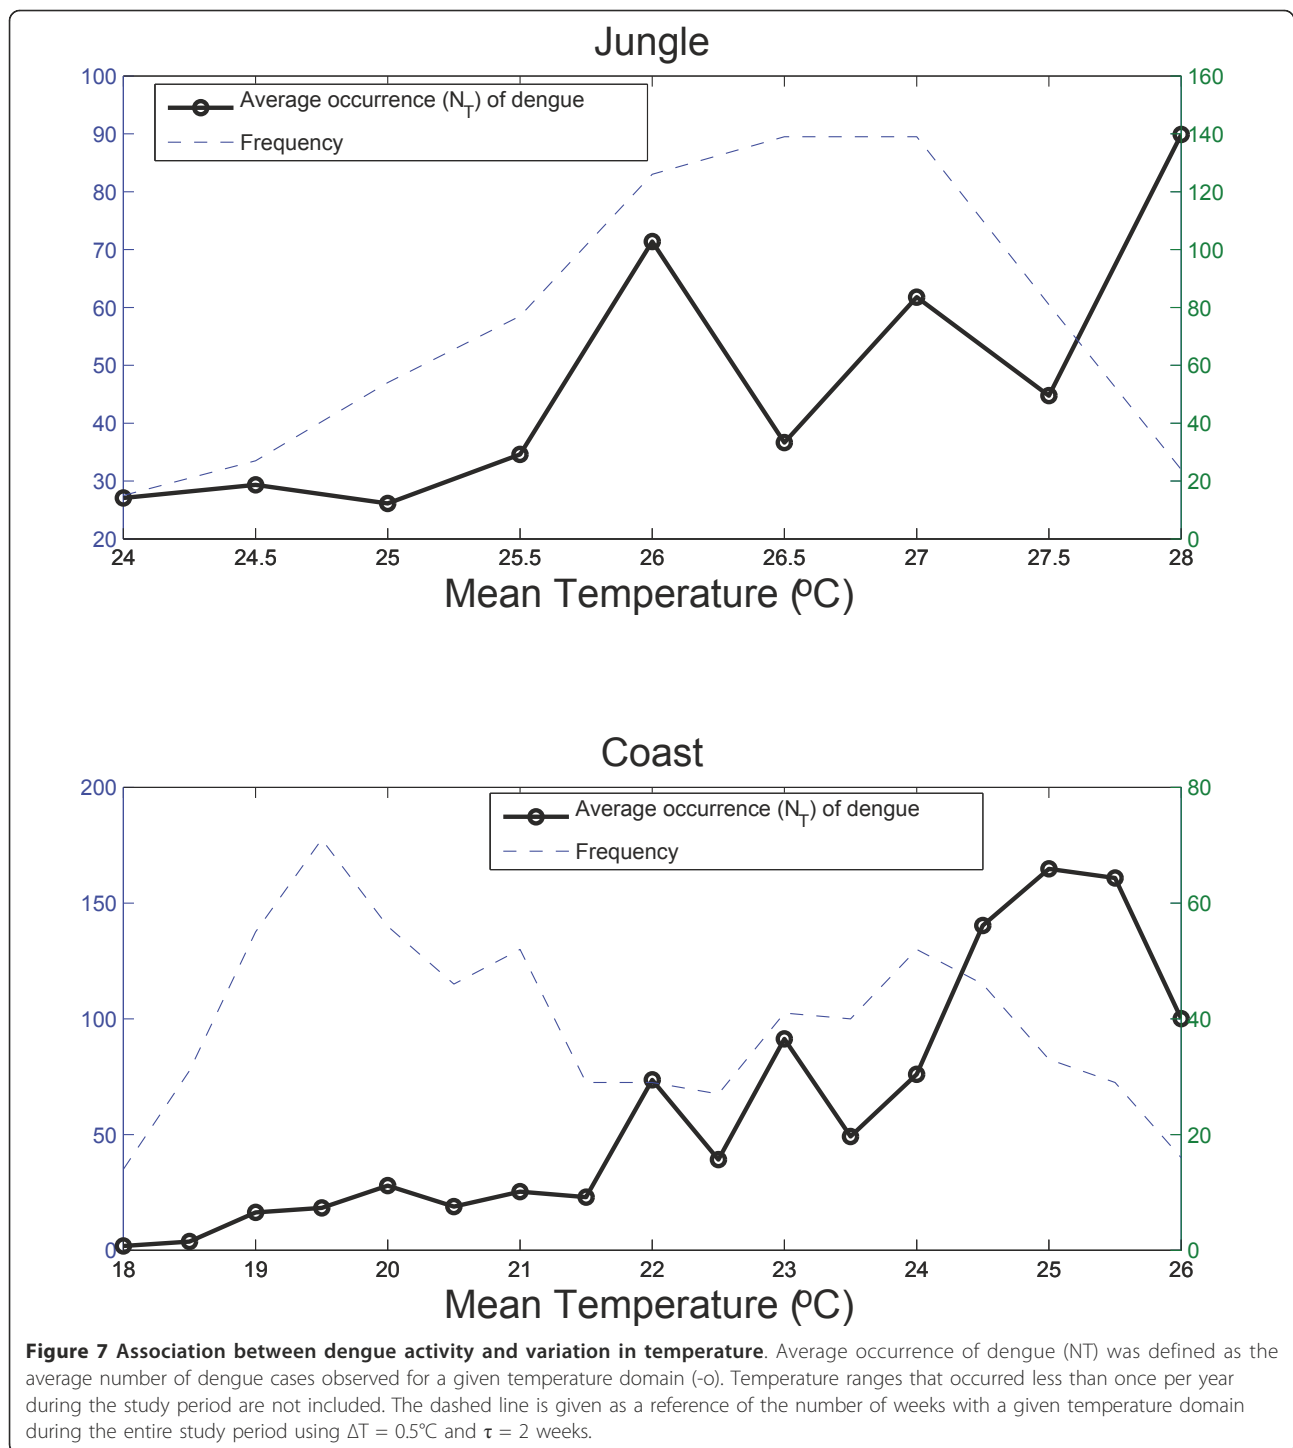 Jungle
100
90
80
70
60
50
40
30
20
160
140
120
100
80
60
40
20
0
Average occurrence (N_T) of dengue
Frequency
24 24.5 25 25.5 26 26.5 27 27.5 28
Mean Temperature (ºC)
Coast
200
150
100
50
0
80
60
40
20
0
Average occurrence (N_T) of dengue
Frequency
18 19 20 21 22 23 24 25 26
Mean Temperature (ºC)
Figure 7 Association between dengue activity and variation in temperature. Average occurrence of dengue (NT) was defined as the
average number of dengue cases observed for a given temperature domain (-o). Temperature ranges that occurred less than once per year
during the study period are not included. The dashed line is given as a reference of the number of weeks with a given temperature domain
during the entire study period using ΔT = 0.5°C and τ = 2 weeks.